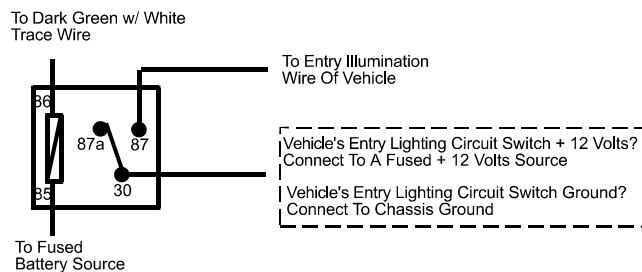 To Dark Green w/ White
Trace Wire
To Entry Illumination
Wire Of Vehicle
86
87a
87
Vehicle's Entry Lighting Circuit Switch + 12 Volts?
Connect To A Fused + 12 Volts Source
30
85
Vehicle's Entry Lighting Circuit Switch Ground?
Connect To Chassis Ground
To Fused
Battery Source